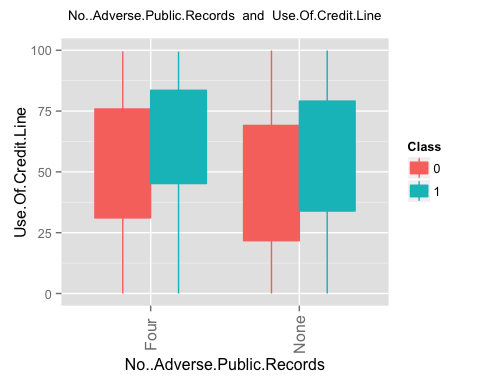 No..Adverse.Public.Records and Use.Of.Credit.Line
100
75
50
25
0
Use.Of.Credit.Line
Four
None
No..Adverse.Public.Records
Class
0
1